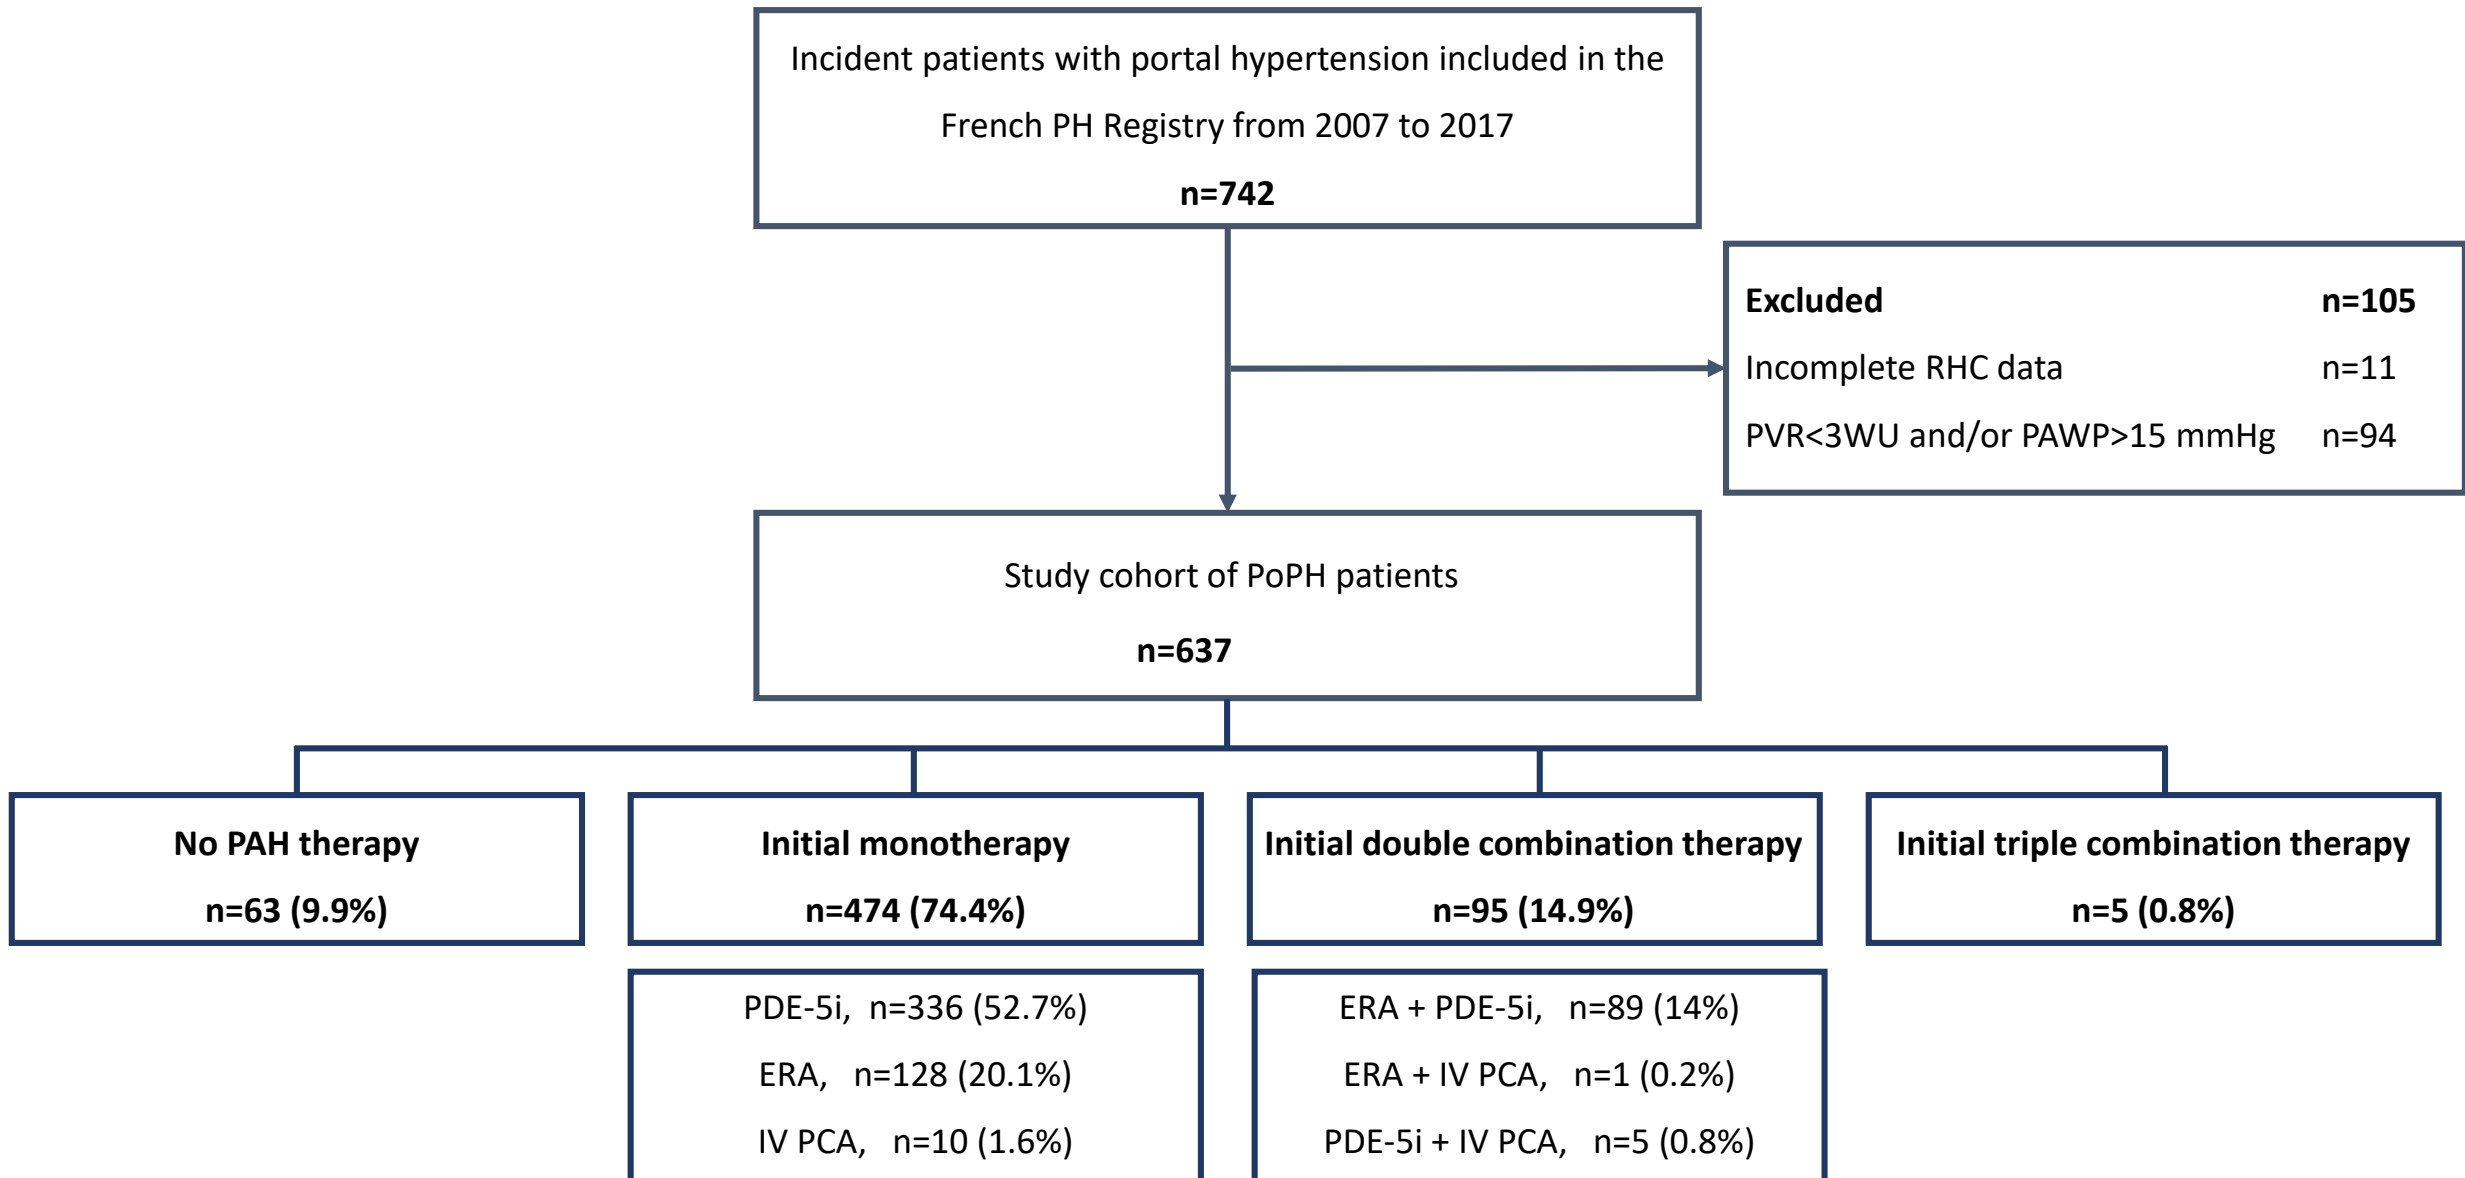 Incident patients with portal hypertension included in the
French PH Registry from 2007 to 2017
n=742
Excluded n=105
Incomplete RHC data n=11
PVR<3WU and/or PAWP>15 mmHg n=94
Study cohort of PoPH patients
n=637
No PAH therapy
n=63 (9.9%)
Initial monotherapy
n=474 (74.4%)
Initial double combination therapy
n=95 (14.9%)
Initial triple combination therapy
n=5 (0.8%)
PDE-5i, n=336 (52.7%)
ERA, n=128 (20.1%)
IV PCA, n=10 (1.6%)
ERA + PDE-5i, n=89 (14%)
ERA + IV PCA, n=1 (0.2%)
PDE-5i + IV PCA, n=5 (0.8%)